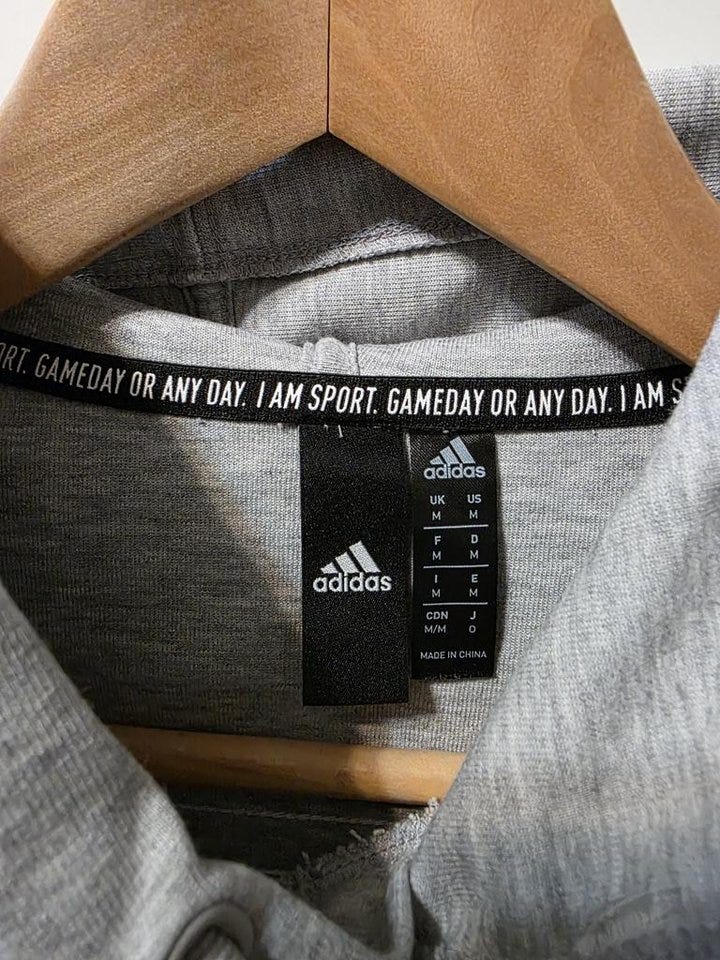 RT. GAMEDAY OR ANY DAY. I AM SPORT. GAMEDAY OR ANY DAY. I AM S
adidas
adidas
UK US
M M
F D
M M
I E
M M
CDN J
M/M O
MADE IN CHINA